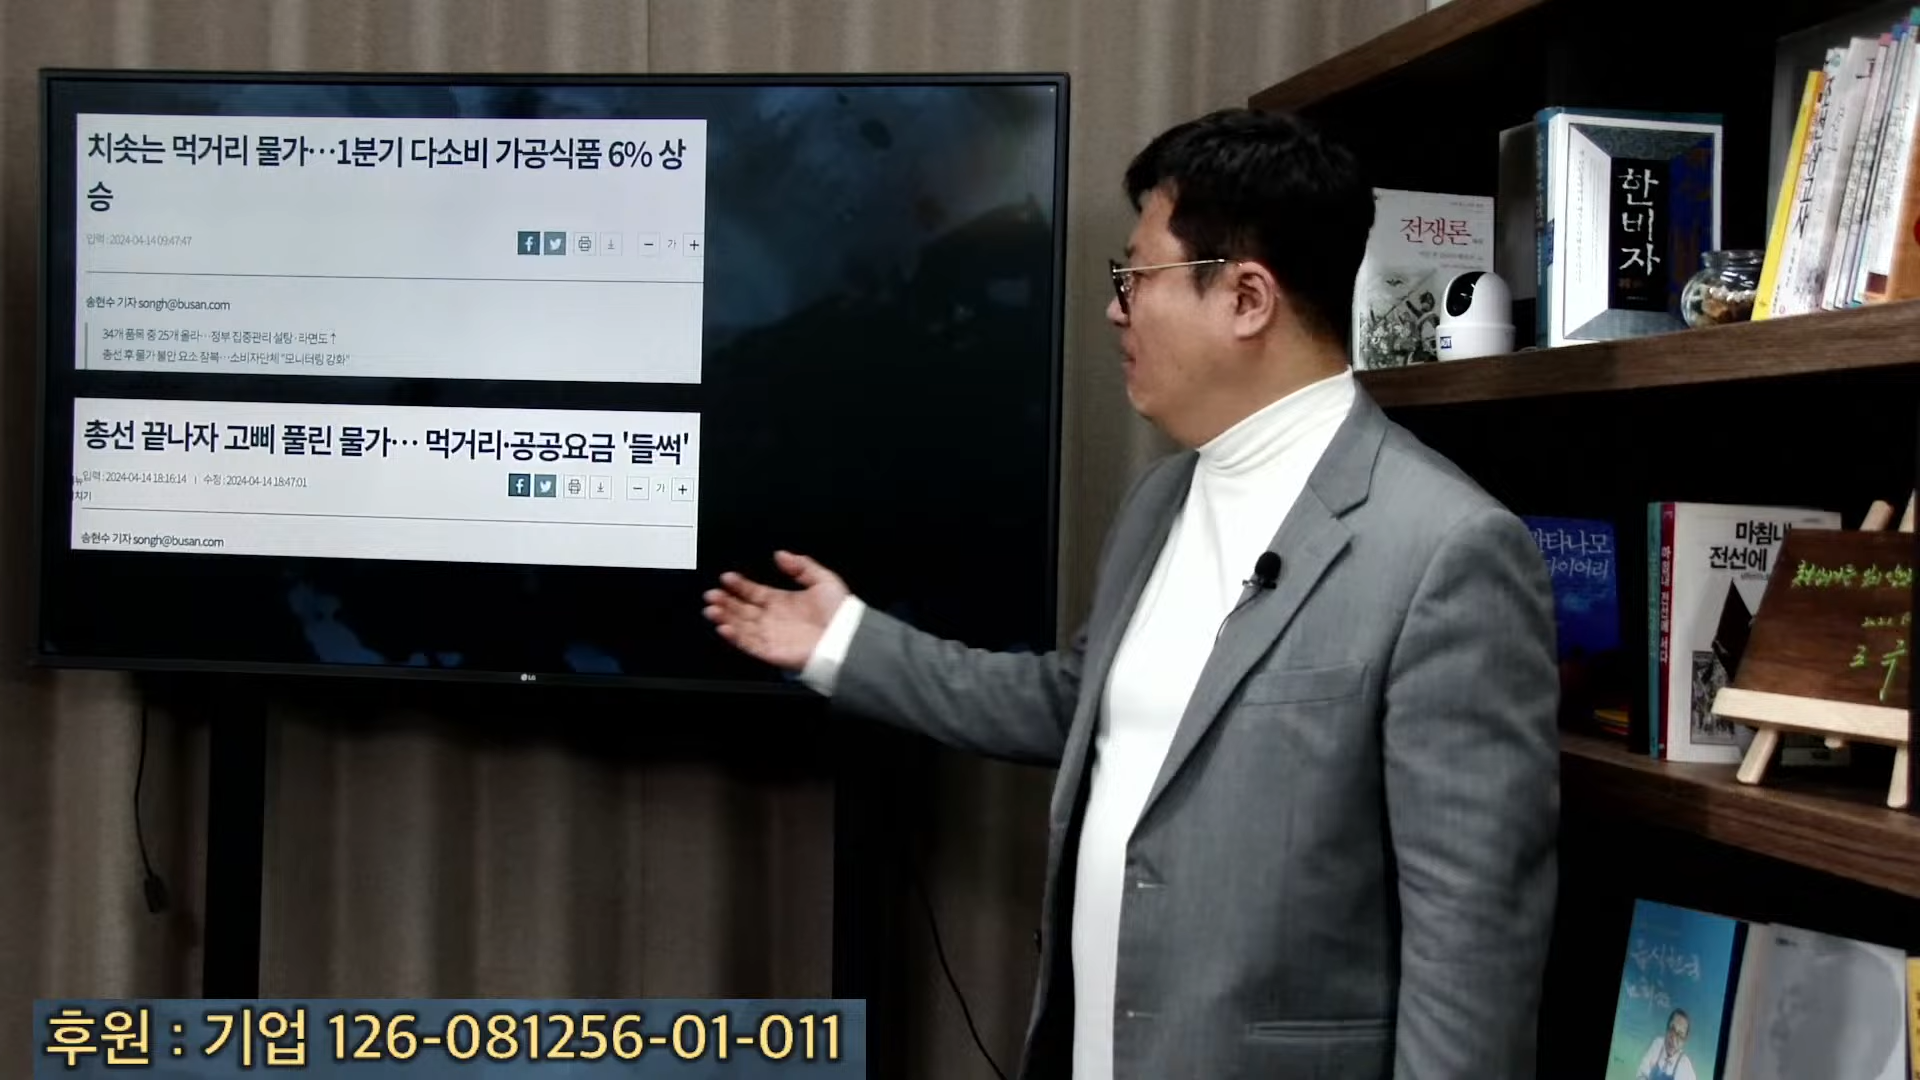 치솟는 먹거리 물가…1분기 다소비 가공식품 6% 상
승
입력 : 2024-04-14 09:47:47
가
송현수 기자 songh@busan.com
34개 품목 중 25개 올라…정부 집중관리 설탕·라면도↑
총선 후 물가 불안 요소 잠복…소비자단체 "모니터링 강화"
총선 끝나자 고삐 풀린 물가… 먹거리·공공요금 '들썩'
입력 : 2024-04-14 18:16:14 | 수정 : 2024-04-14 18:47:01
가
송현수 기자 songh@busan.com
LG
전쟁론
한비자
마침내
전선에
후원 : 기업 126-081256-01-011